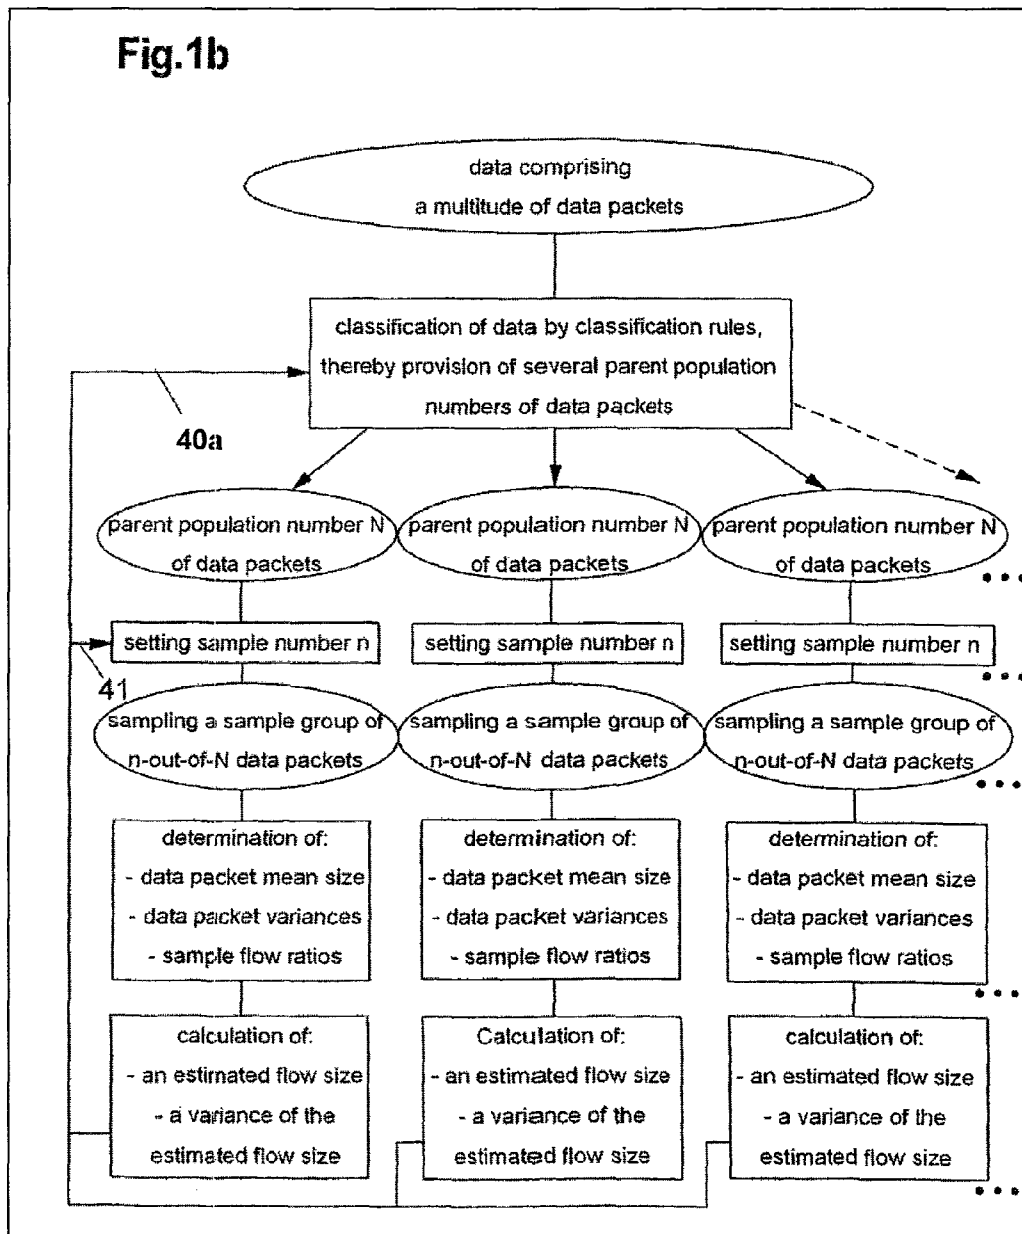 Fig.1b
data comprising
a multitude of data packets
classification of data by classification rules,
thereby provision of several parent population
numbers of data packets
40a
parent population number N
of data packets
parent population number N
of data packets
parent population number N
of data packets
setting sample number n
setting sample number n
setting sample number n
41
sampling a sample group of
n-out-of-N data packets
sampling a sample group of
n-out-of-N data packets
sampling a sample group of
n-out-of-N data packets
determination of:
- data packet mean size
- data packet variances
- sample flow ratios
determination of:
- data packet mean size
- data packet variances
- sample flow ratios
determination of:
- data packet mean size
- data packet variances
- sample flow ratios
calculation of:
- an estimated flow size
- a variance of the
estimated flow size
Calculation of:
- an estimated flow size
- a variance of the
estimated flow size
calculation of:
- an estimated flow size
- a variance of the
estimated flow size